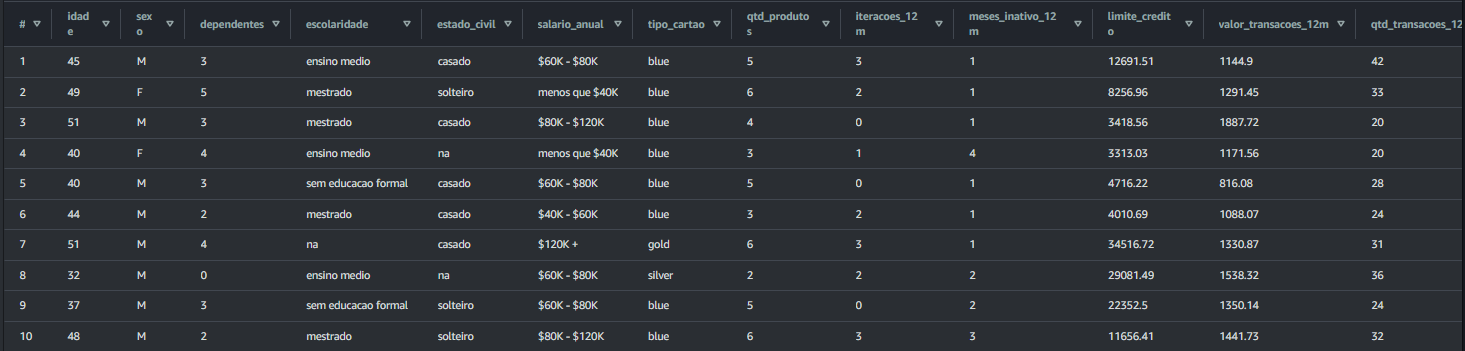 # idade sexo dependentes escolaridade estado_civil salario_anual tipo_cartao qtd_produtos iteracoes_12m meses_inativo_12m limite_credito valor_transacoes_12m qtd_transacoes_12
1 45 M 3 ensino medio casado $60K - $80K blue 5 3 1 12691.51 1144.9 42
2 49 F 5 mestrado solteiro menos que $40K blue 6 2 1 8256.96 1291.45 33
3 51 M 3 mestrado casado $80K - $120K blue 4 0 1 3418.56 1887.72 20
4 40 F 4 ensino medio na menos que $40K blue 3 1 4 3313.03 1171.56 20
5 40 M 3 sem educacao formal casado $60K - $80K blue 5 0 1 4716.22 816.08 28
6 44 M 2 mestrado casado $40K - $60K blue 3 2 1 4010.69 1088.07 24
7 51 M 4 na casado $120K + gold 6 3 1 34516.72 1330.87 31
8 32 M 0 ensino medio na $60K - $80K silver 2 2 2 29081.49 1538.32 36
9 37 M 3 sem educacao formal solteiro $60K - $80K blue 5 0 2 22352.5 1350.14 24
10 48 M 2 mestrado solteiro $80K - $120K blue 6 3 3 11656.41 1441.73 32